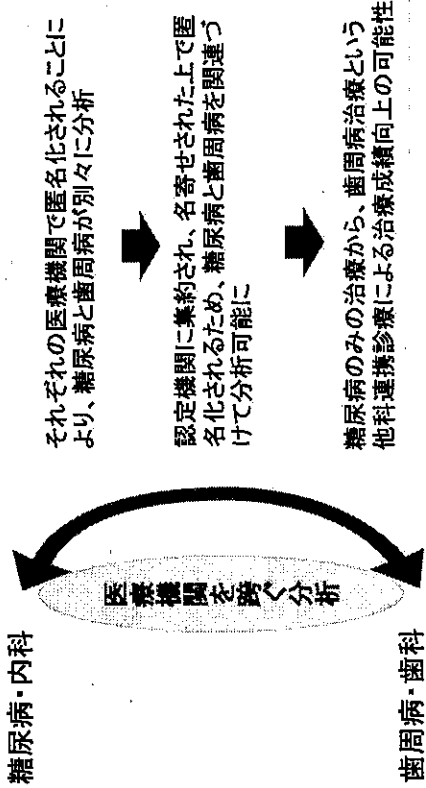 糖尿病・内科
医療機関を跨ぐ分析
歯周病・歯科
それぞれの医療機関で匿名化されることに
より、糖尿病と歯周病が別々に分析
認定機関に集約され、名寄せされた上で匿
名化されるため、糖尿病と歯周病を関連づ
けて分析可能に
糖尿病のみの治療から、歯周病治療という
他科連携診療による治療成績向上の可能性